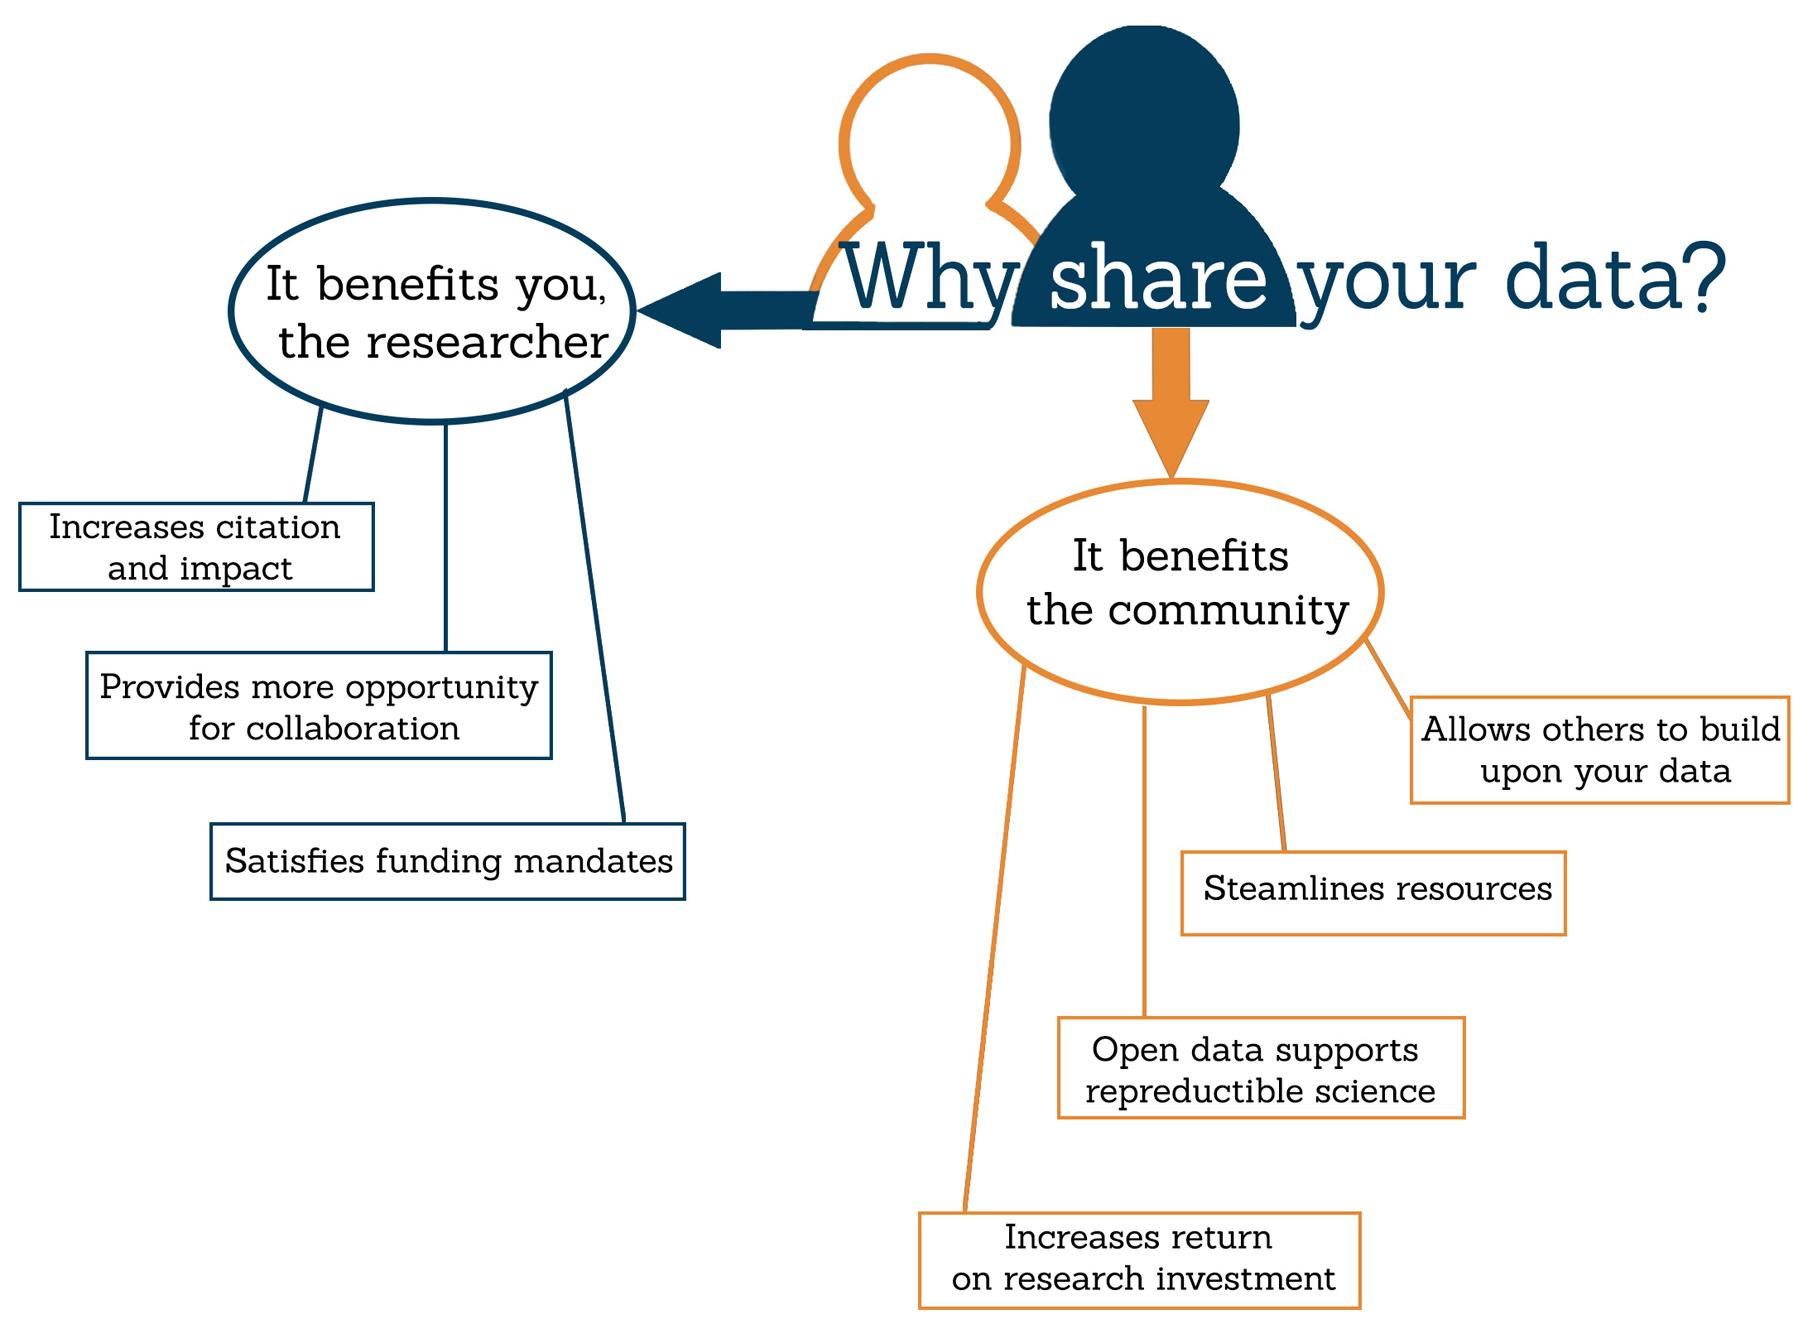 Why share your data?
It benefits you,
the researcher
Increases citation
and impact
Provides more opportunity
for collaboration
Satisfies funding mandates
It benefits
the community
Allows others to build
upon your data
Steamlines resources
Open data supports
repreductible science
Increases return
on research investment